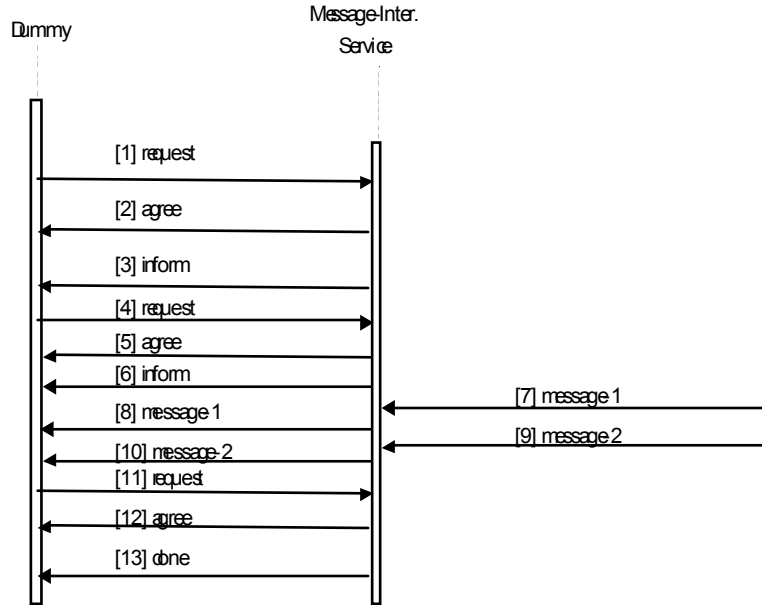 Dummy
Message-Inter.
Service
[1] request
[2] agree
[3] inform
[4] request
[5] agree
[6] inform
[7] message-1
[8] message-1
[9] message-2
[10] message-2
[11] request
[12] agree
[13] done